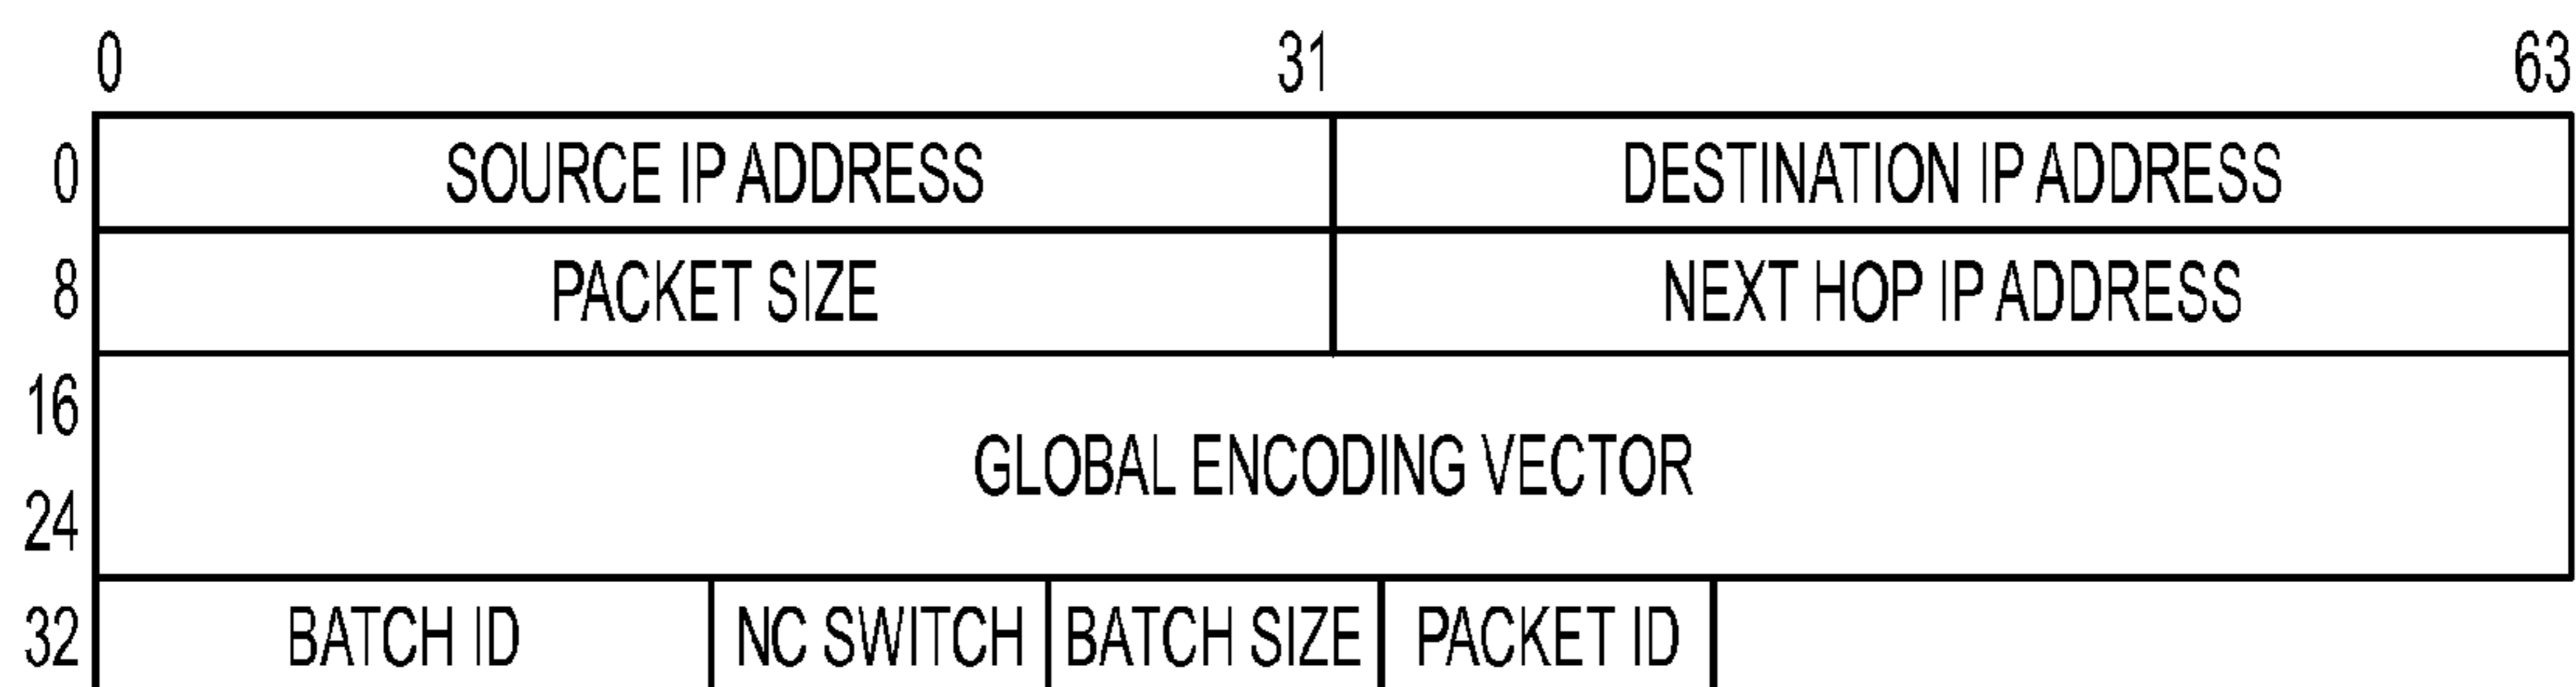 0 31 63
0 SOURCE IP ADDRESS DESTINATION IP ADDRESS
8 PACKET SIZE NEXT HOP IP ADDRESS
16
GLOBAL ENCODING VECTOR
24
32 BATCH ID NC SWITCH BATCH SIZE PACKET ID